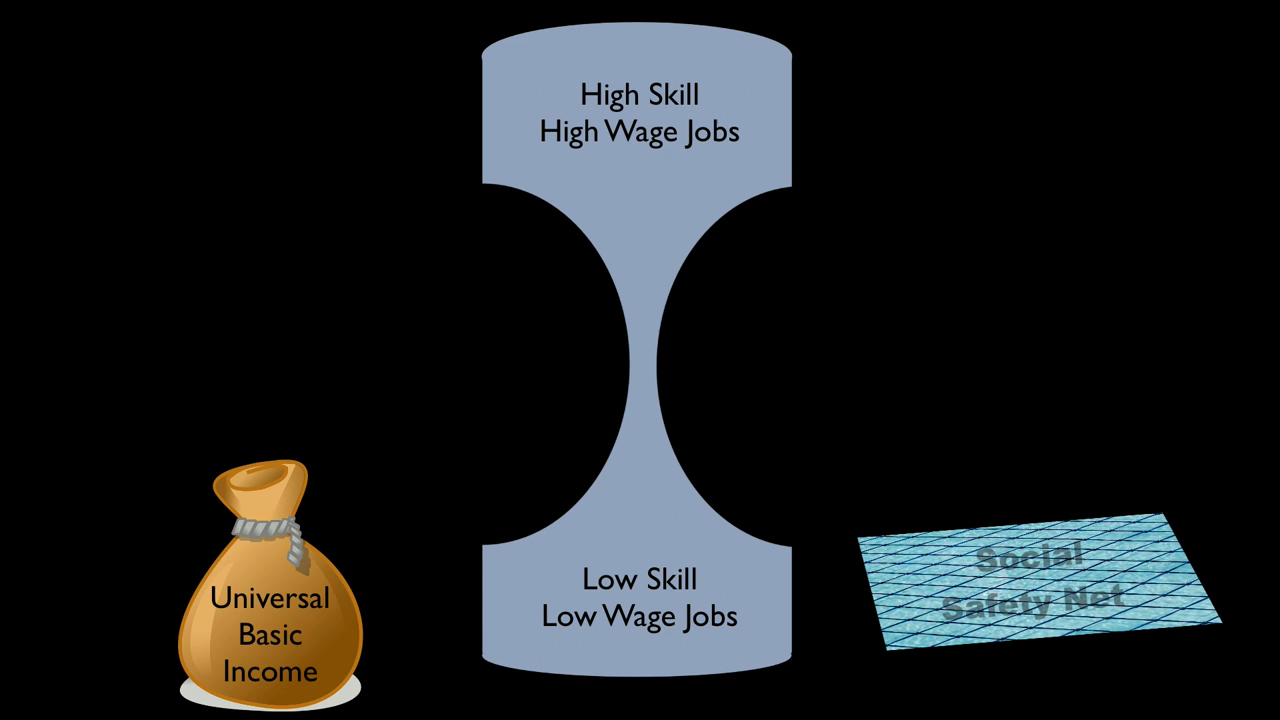 High Skill
High Wage Jobs
Low Skill
Low Wage Jobs
Universal
Basic
Income
Social
Safety Net